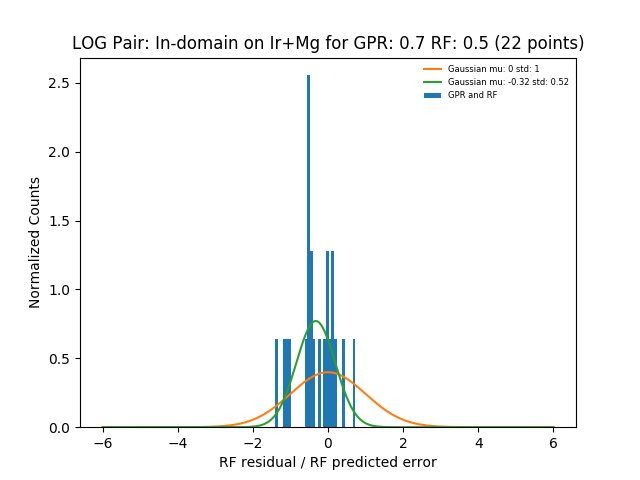 LOG Pair: In-domain on Ir+Mg for GPR: 0.7 RF: 0.5 (22 points)
Gaussian mu: 0 std: 1
Gaussian mu: -0.32 std: 0.52
GPR and RF
Normalized Counts
2.5
2.0
1.5
1.0
0.5
0.0
−6 −4 −2 0 2 4 6
RF residual / RF predicted error